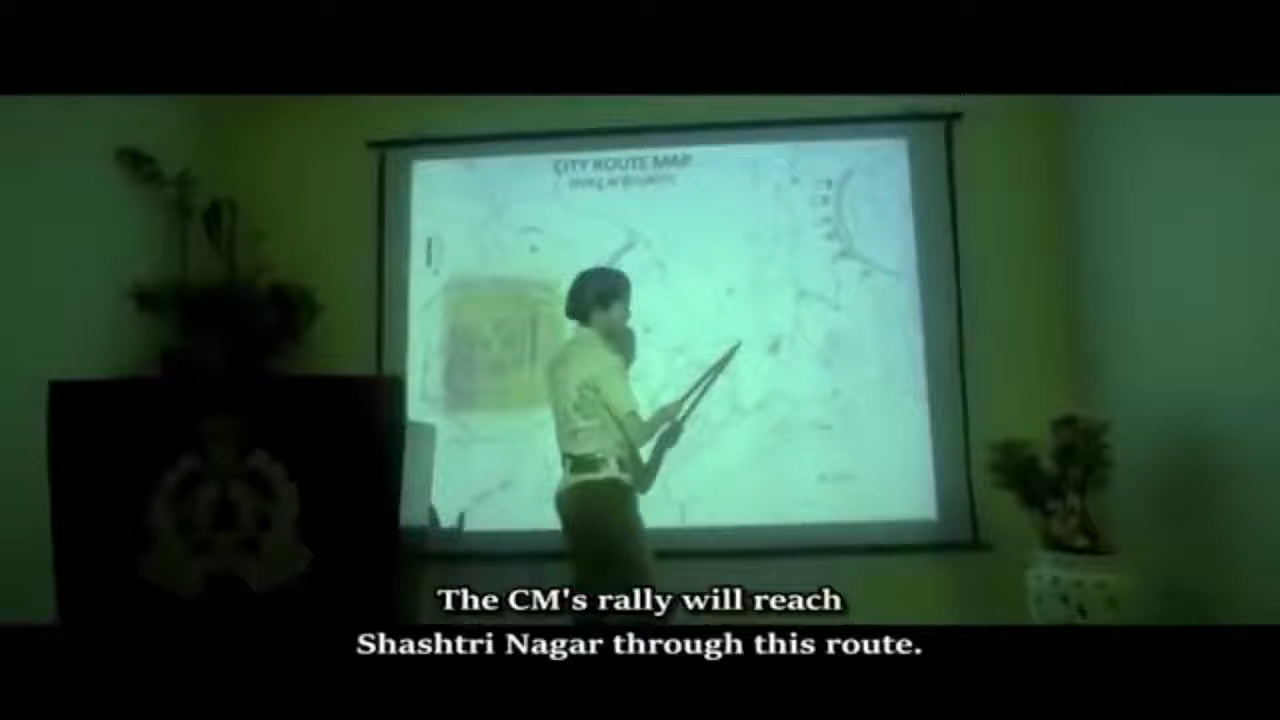 CITY ROUTE MAP
The CM's rally will reach
Shashtri Nagar through this route.